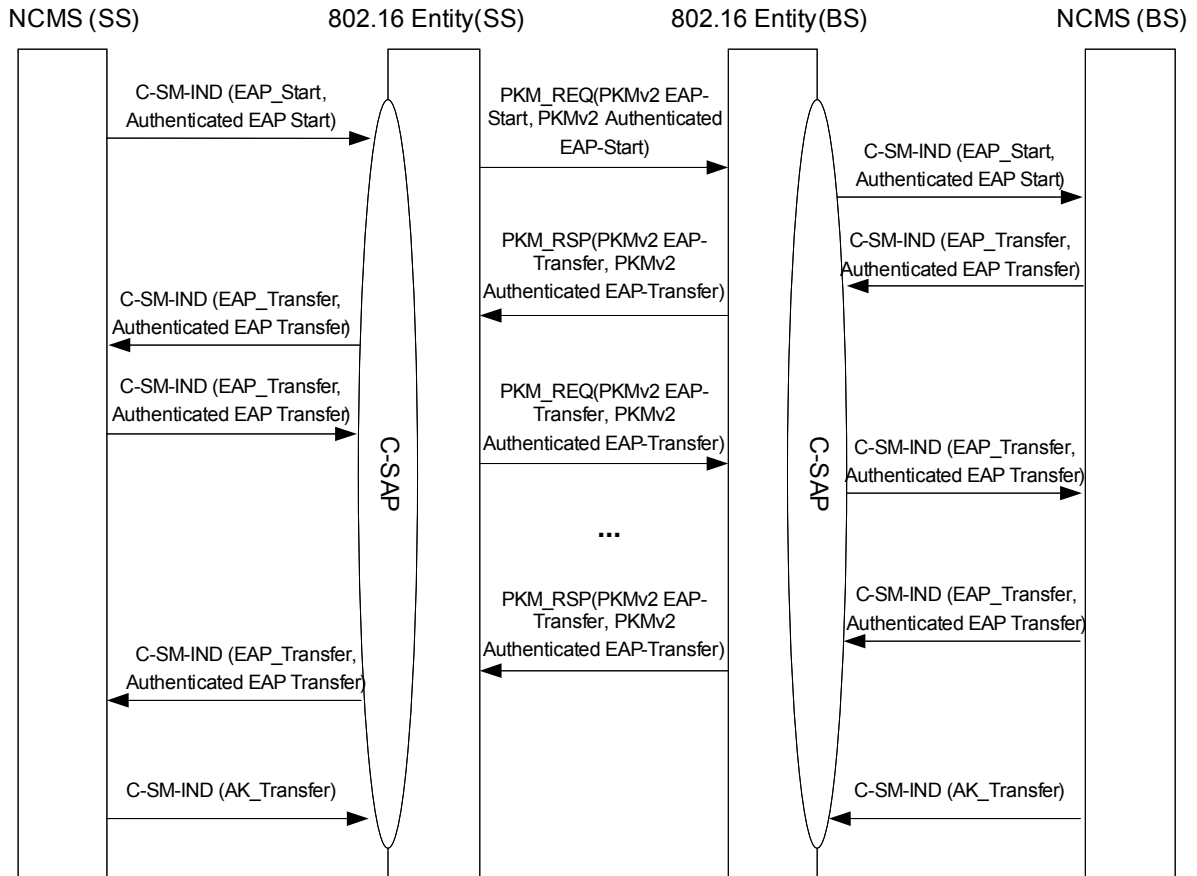 NCMS (SS)
802.16 Entity(SS)
802.16 Entity(BS)
NCMS (BS)
C-SM-IND (EAP_Start,
Authenticated EAP Start)
PKM_REQ(PKMv2 EAP-
Start, PKMv2 Authenticated
EAP-Start)
C-SM-IND (EAP_Start,
Authenticated EAP Start)
C-SM-IND (EAP_Transfer,
Authenticated EAP Transfer)
PKM_RSP(PKMv2 EAP-
Transfer, PKMv2
Authenticated EAP-Transfer)
C-SM-IND (EAP_Transfer,
Authenticated EAP Transfer)
C-SM-IND (EAP_Transfer,
Authenticated EAP Transfer)
PKM_REQ(PKMv2 EAP-
Transfer, PKMv2
Authenticated EAP-Transfer)
C-SM-IND (EAP_Transfer,
Authenticated EAP Transfer)
C-SAP
C-SAP
...
C-SM-IND (EAP_Transfer,
Authenticated EAP Transfer)
PKM_RSP(PKMv2 EAP-
Transfer, PKMv2
Authenticated EAP-Transfer)
C-SM-IND (EAP_Transfer,
Authenticated EAP Transfer)
C-SM-IND (AK_Transfer)
C-SM-IND (AK_Transfer)